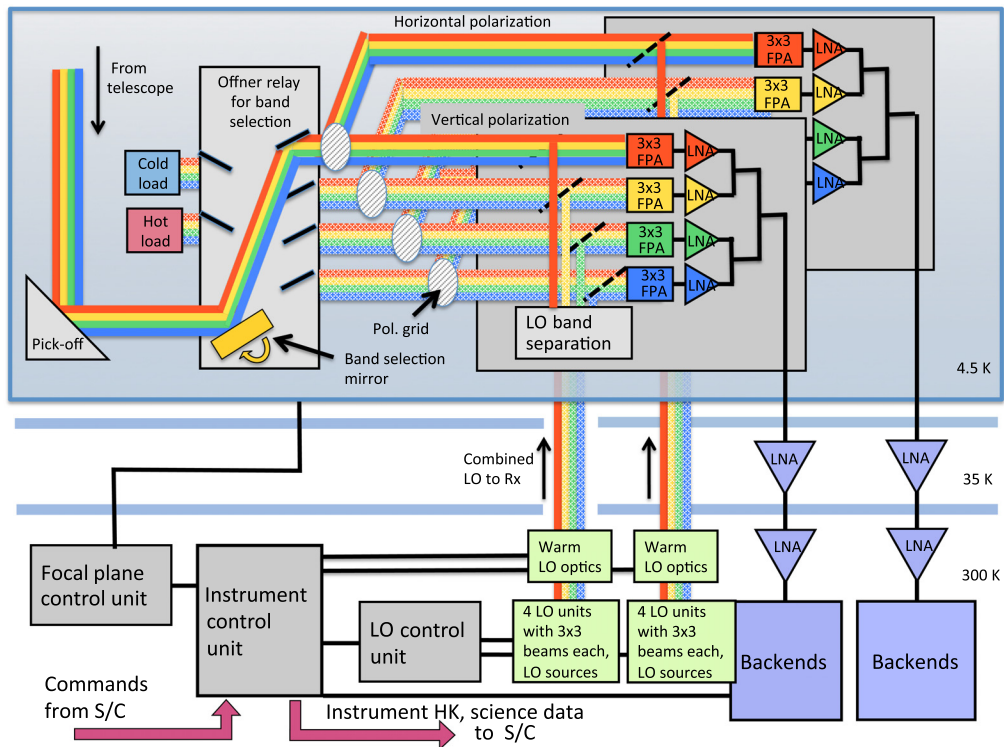 Horizontal polarization
From
telescope
Offner relay
for band
selection
3x3
FPA
LNA
3x3
FPA
LNA
LNA
LNA
Vertical polarization
Cold
load
Hot
load
3x3
FPA
LNA
3x3
FPA
LNA
3x3
FPA
LNA
3x3
FPA
LNA
Pick-off
Pol. grid
Band selection
mirror
LO band
separation
4.5 K
Combined
LO to Rx
LNA
LNA
35 K
Warm
LO optics
Warm
LO optics
LNA
LNA
300 K
Focal plane
control unit
Instrument
control
unit
LO control
unit
4 LO units
with 3x3
beams each,
LO sources
4 LO units
with 3x3
beams each,
LO sources
Backends
Backends
Commands
from S/C
Instrument HK, science data
to S/C